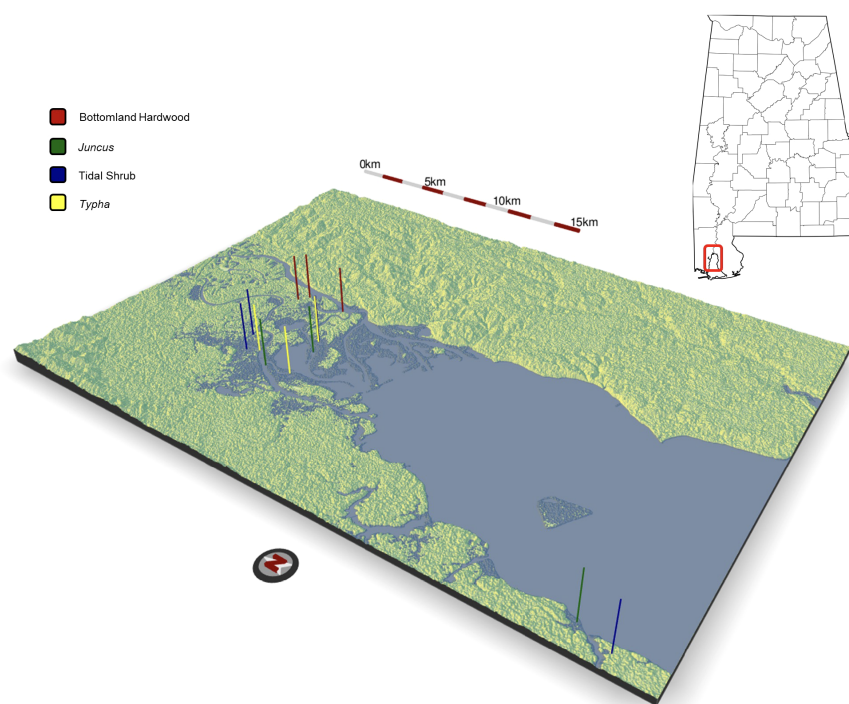 Bottomland Hardwood
Juncus
Tidal Shrub
Typha
0km
5km
10km
15km
N